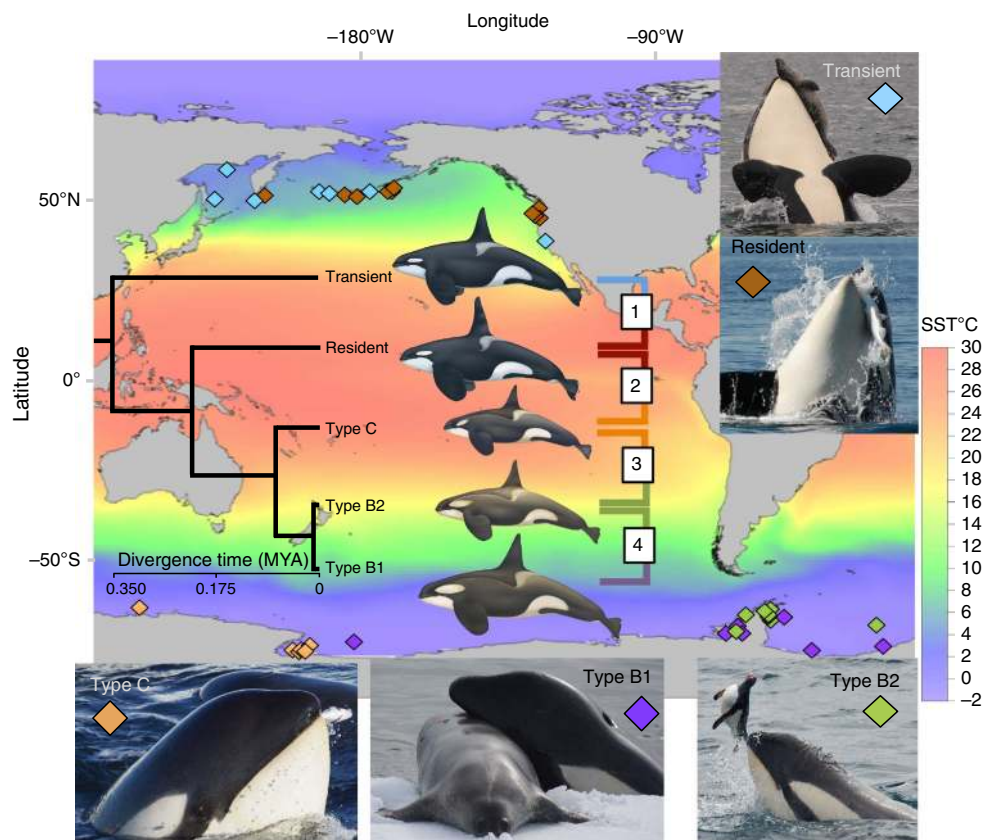 Longitude
–180°W
–90°W
Transient
50°N
Resident
Transient
1
SST°C
30
Resident
28
26
2
24
Latitude
0°
22
20
Type C
18
3
16
14
Type B2
12
10
4
8
–50°S
Divergence time (MYA)
Type B1
6
0.350
0.175
0
4
2
0
–2
Type C
Type B1
Type B2